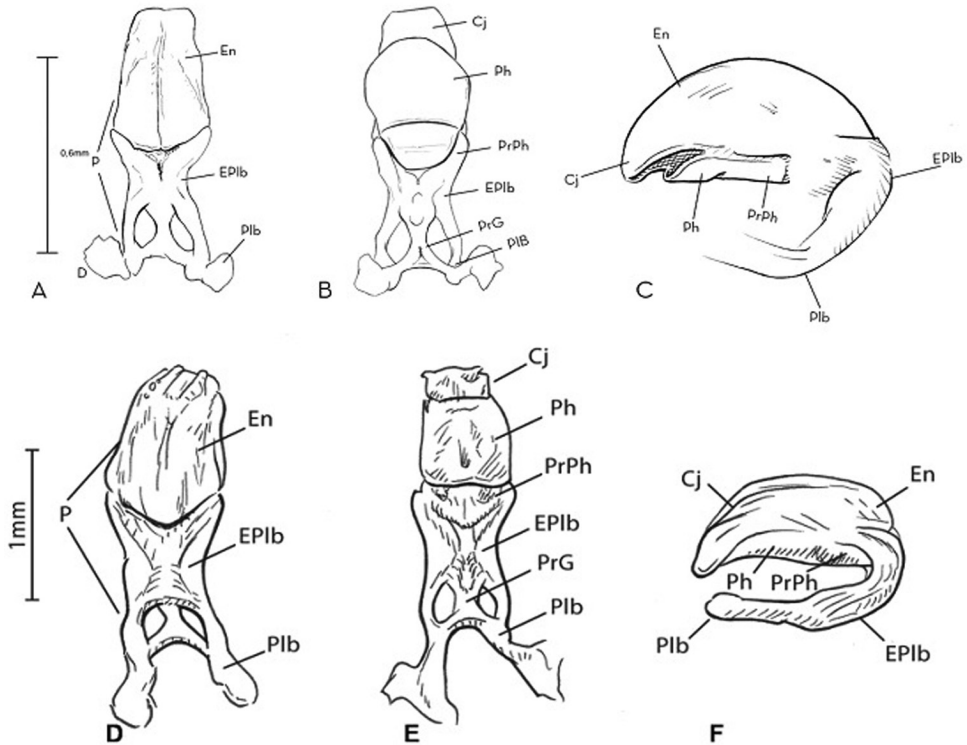 En
0,6mm
P
EPlb
Plb
D
A
Cj
Ph
PrPh
EPlb
PrG
PlB
B
En
Cj
EPlb
Ph
PrPh
Plb
C
En
P
1mm
EPlb
Plb
D
Cj
Ph
PrPh
EPlb
PrG
Plb
E
Cj
En
Ph PrPh
Plb
EPlb
F